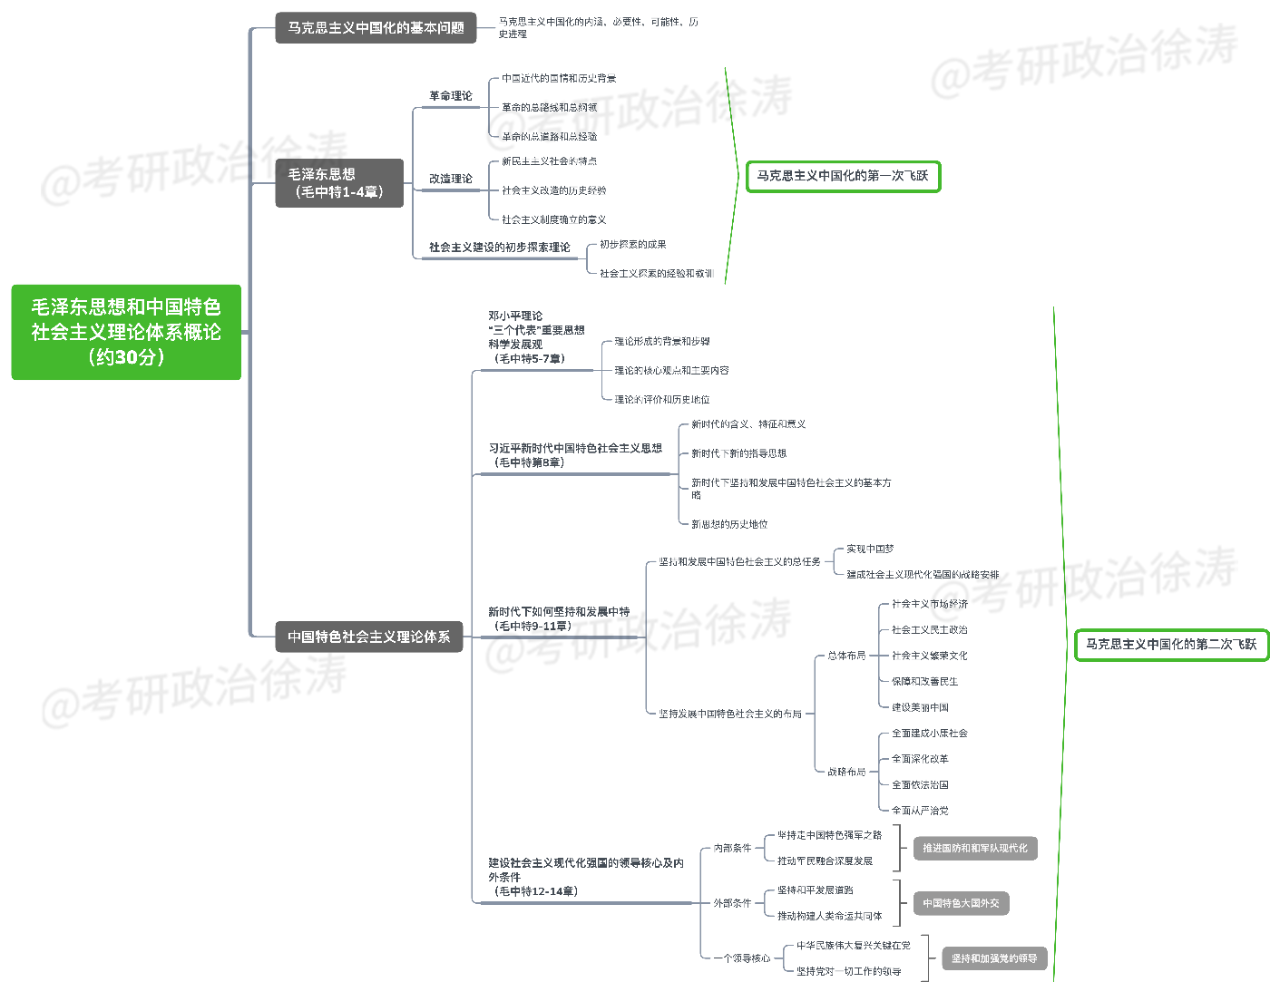 毛泽东思想和中国特色
社会主义理论体系概论
（约30分）
马克思主义中国化的基本问题
马克思主义中国化的内涵、必要性、可能性、历
史进程
毛泽东思想
（毛中特1-4章）
革命理论
中国近代的国情和历史背景
革命的总路线和总纲领
革命的总道路和总经验
改造理论
新民主主义社会的特点
社会主义改造的历史经验
社会主义制度确立的意义
社会主义建设的初步探索理论
初步探索的成果
社会主义探索的经验和教训
马克思主义中国化的第一次飞跃
中国特色社会主义理论体系
邓小平理论
“三个代表”重要思想
科学发展观
（毛中特5-7章）
理论形成的背景和步骤
理论的核心观点和主要内容
理论的评价和历史地位
习近平新时代中国特色社会主义思想
（毛中特第8章）
新时代的含义、特征和意义
新时代下新的指导思想
新时代下坚持和发展中国特色社会主义的基本方
略
新思想的历史地位
新时代下如何坚持和发展中特
（毛中特9-11章）
坚持和发展中国特色社会主义的总任务
实现中国梦
建成社会主义现代化强国的战略安排
坚持发展中国特色社会主义的布局
总体布局
社会主义市场经济
社会主义民主政治
社会主义繁荣文化
保障和改善民生
建设美丽中国
战略布局
全面建成小康社会
全面深化改革
全面依法治国
全面从严治党
建设社会主义现代化强国的领导核心及内
外条件
（毛中特12-14章）
内部条件
坚持走中国特色强军之路
推动军民融合深度发展
推进国防和和军队现代化
外部条件
坚持和平发展道路
推动构建人类命运共同体
中国特色大国外交
一个领导核心
中华民族伟大复兴关键在党
坚持党对一切工作的领导
坚持和加强党的领导
马克思主义中国化的第二次飞跃
@考研政治徐涛
@考研政治徐涛
@考研政治徐涛
@考研政治徐涛
@考研政治徐涛
@考研政治徐涛